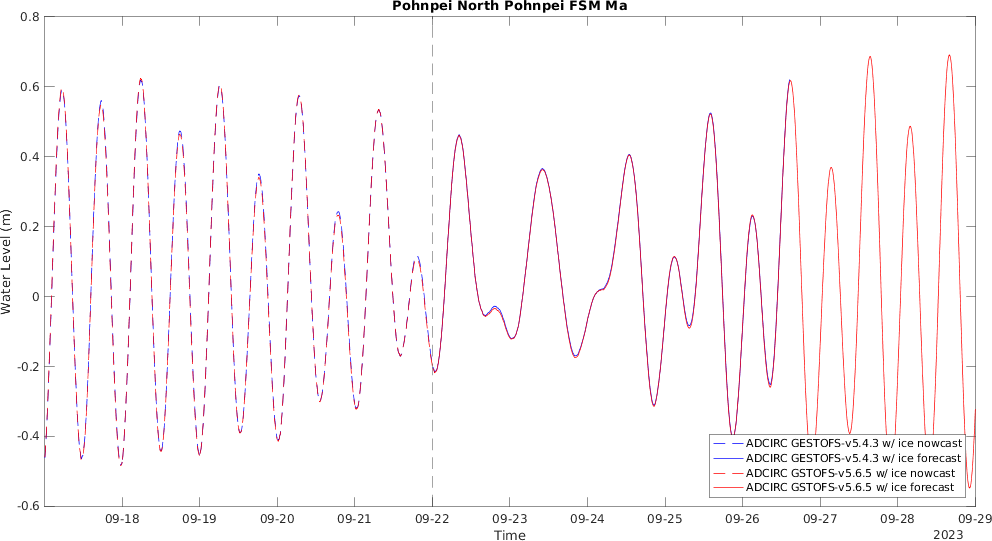 Pohnpei North Pohnpei FSM Ma
0.8
0.6
0.4
0.2
0
-0.2
-0.4
-0.6
Water Level (m)
ADCIRC GESTOFS-v5.4.3 w/ ice nowcast
ADCIRC GESTOFS-v5.4.3 w/ ice forecast
ADCIRC GSTOFS-v5.6.5 w/ ice nowcast
ADCIRC GSTOFS-v5.6.5 w/ ice forecast
09-18 09-19 09-20 09-21 09-22 09-23 09-24 09-25 09-26 09-27 09-28 09-29
Time
2023